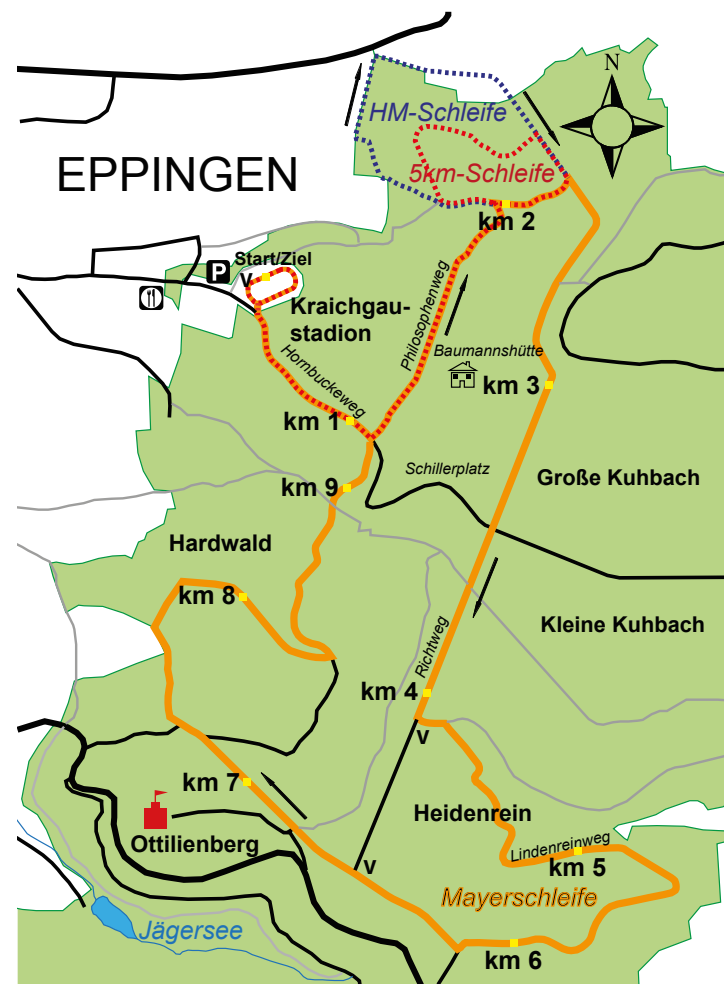 N
HM-Schleife
EPPINGEN
5km-Schleife
km 2
Start/Ziel
P
V
Kraichgau-
stadion
Philosophenweg
Baumannshütte
Hornbuckeweg
km 3
km 1
Schillerplatz
Große Kuhbach
km 9
Hardwald
km 8
Kleine Kuhbach
Richtweg
km 4
V
km 7
Heidenrein
Ottilienberg
Lindenreinweg
km 5
V
Mayerschleife
Jägersee
km 6